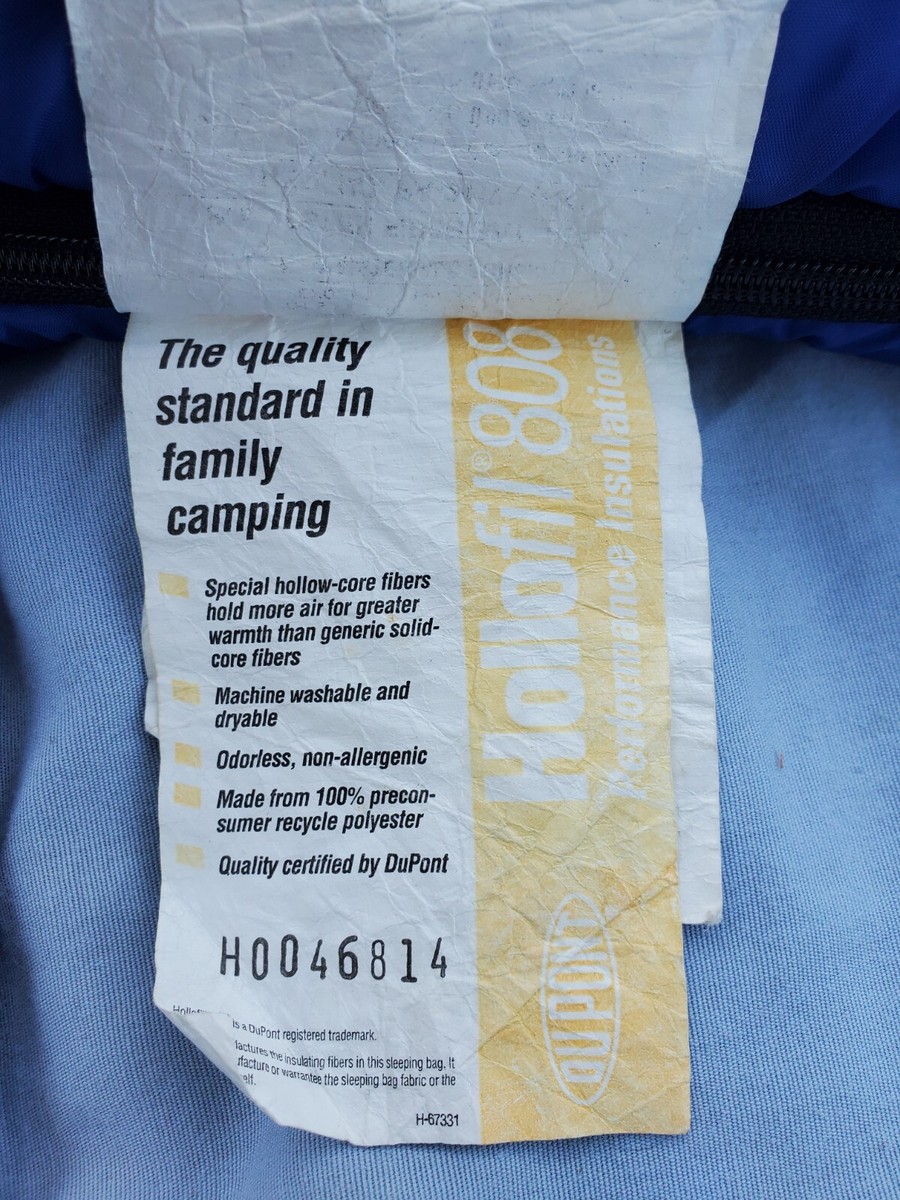 The quality
standard in
family
camping
Special hollow-core fibers
hold more air for greater
warmth than generic solid-
core fibers
Machine washable and
dryable
Odorless, non-allergenic
Made from 100% precon-
sumer recycle polyester
Quality certified by DuPont
H0046814
is a DuPont registered trademark.
factures the insulating fibers in this sleeping bag. It
facture or warrantee the sleeping bag fabric or the
elf.
H-67331
Hollofil® 808
Performance Insulations
DUPONT